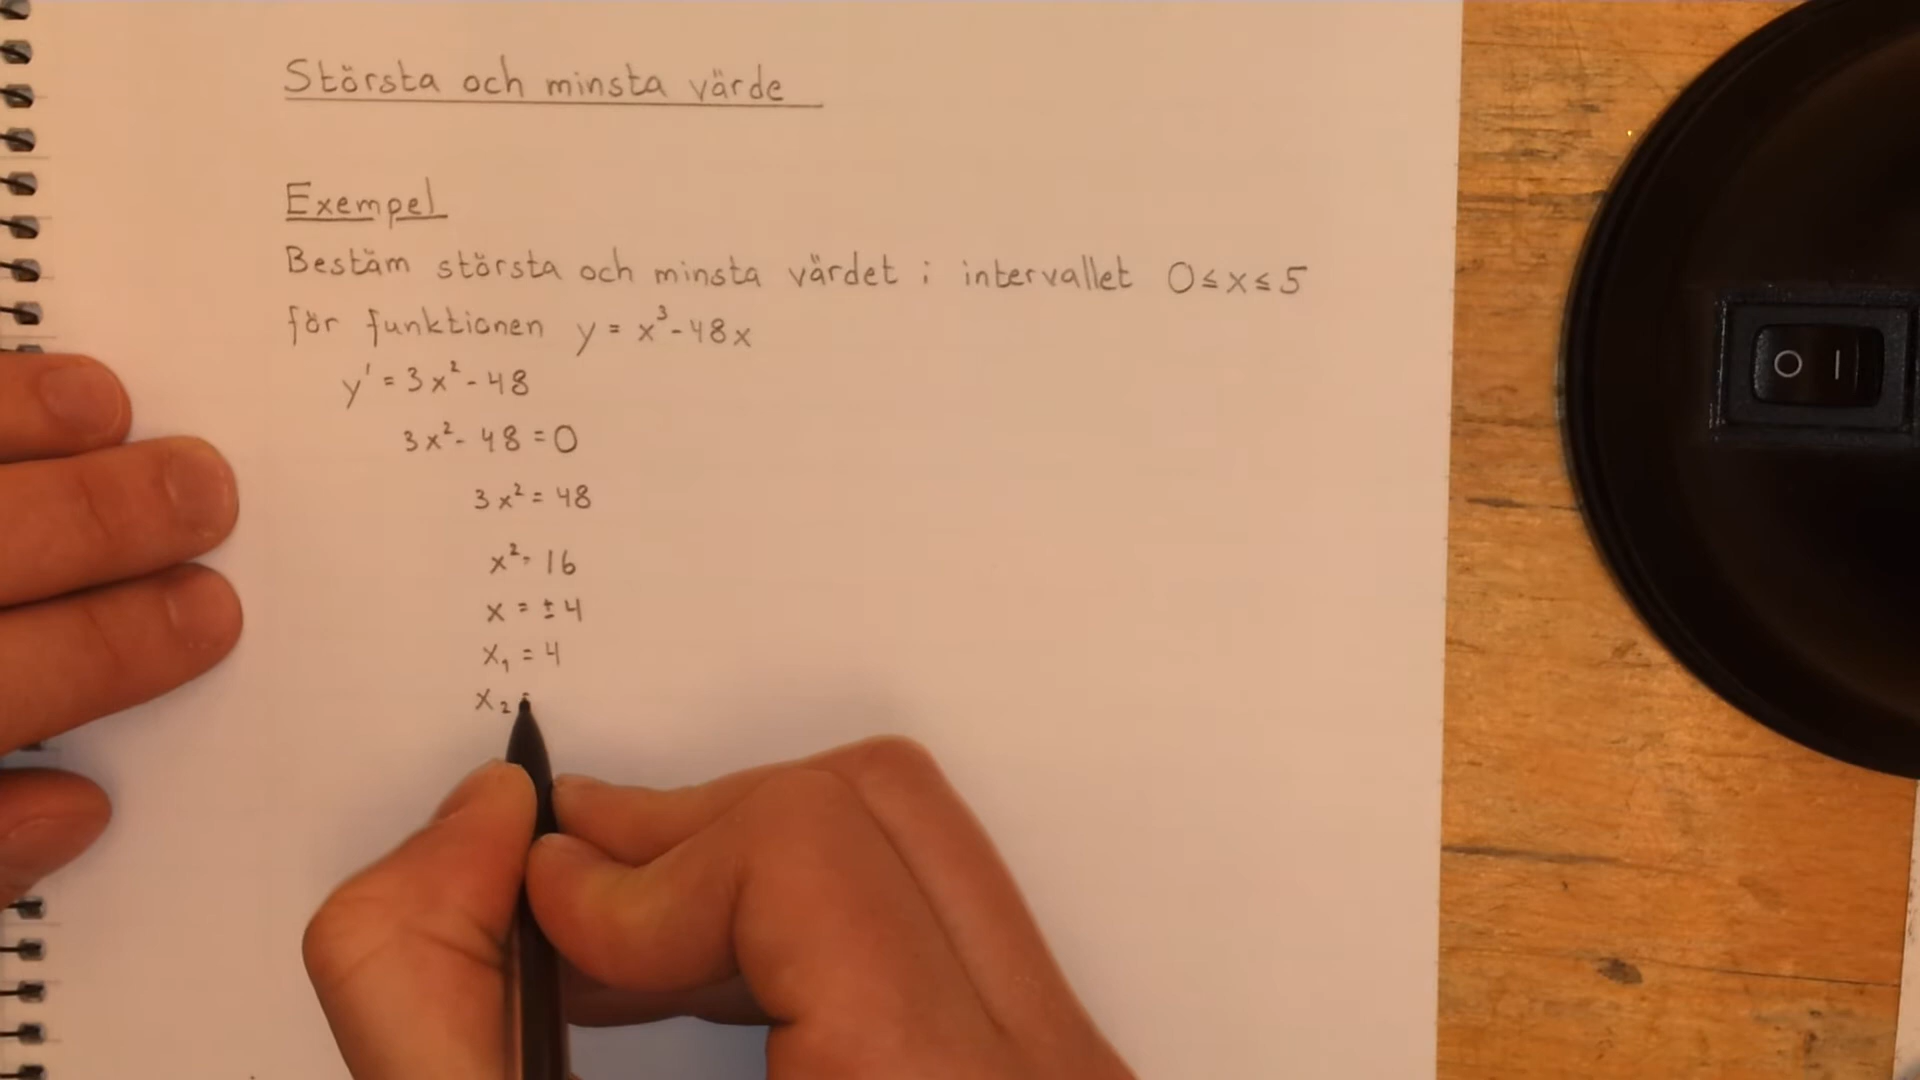 Största och minsta värde
Exempel
Bestäm största och minsta värdet i intervallet 0≤x≤5
för funktionen y = x³-48x
y' = 3x²-48
3x²-48=0
3x²=48
x²=16
x = ±4
x₁ = 4
x₂ =
O I